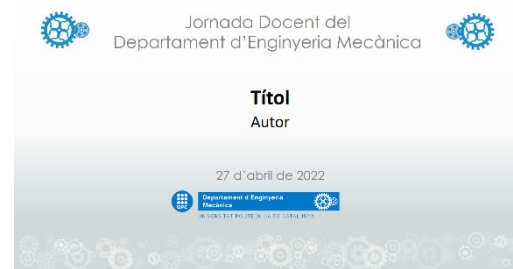 Jornada Docent del
Departament d'Enginyeria Mecànica
Títol
Autor
27 d'abril de 2022
UPC
Departament d'Enginyeria
Mecànica
UNIVERSITAT POLITÈCNICA DE CATALUNYA